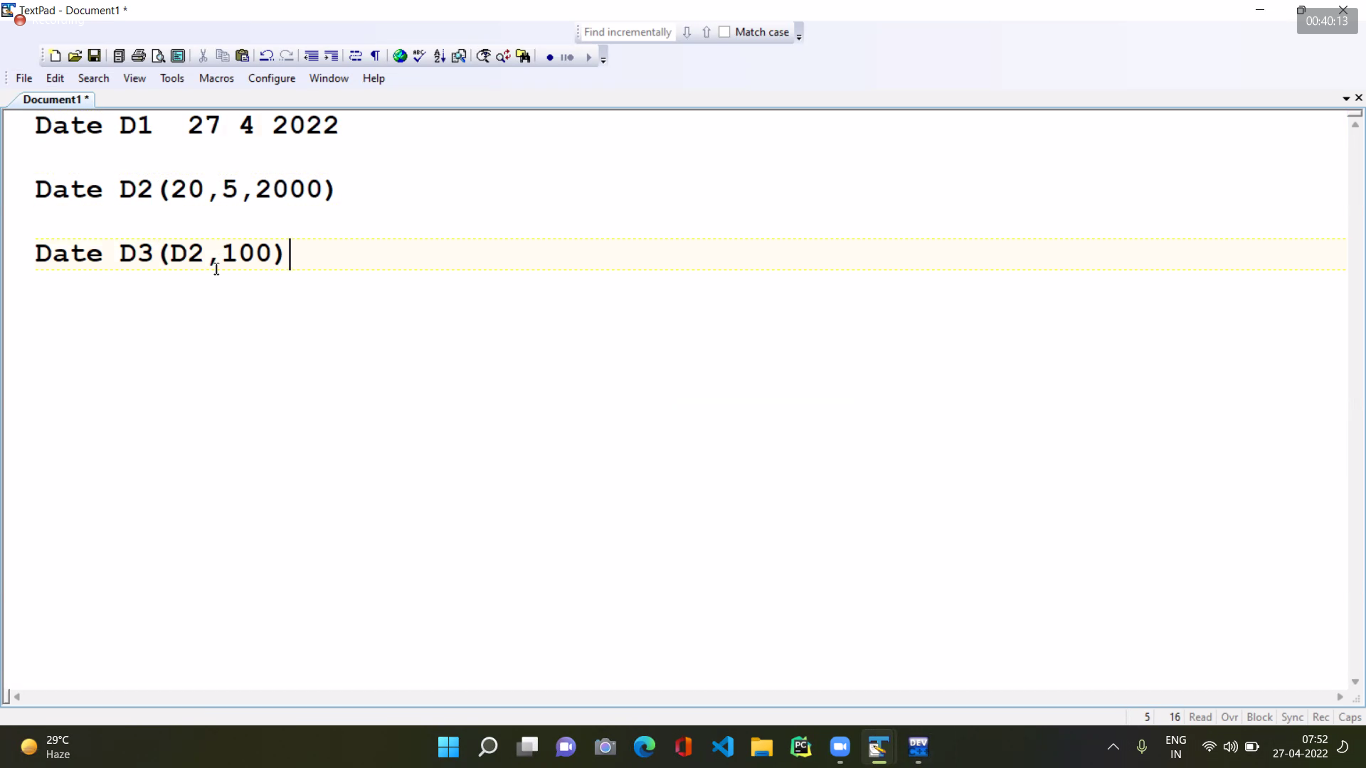 TextPad - Document1 *
Recording
00:40:13
Find incrementally Match case
File Edit Search View Tools Macros Configure Window Help
Document1 *
Date D1 27 4 2022
Date D2(20,5,2000)
Date D3(D2,100)
5 16 Read Ovr Block Sync Rec Caps
29°C
Haze
PC
DEV
ENG
IN
07:52
27-04-2022